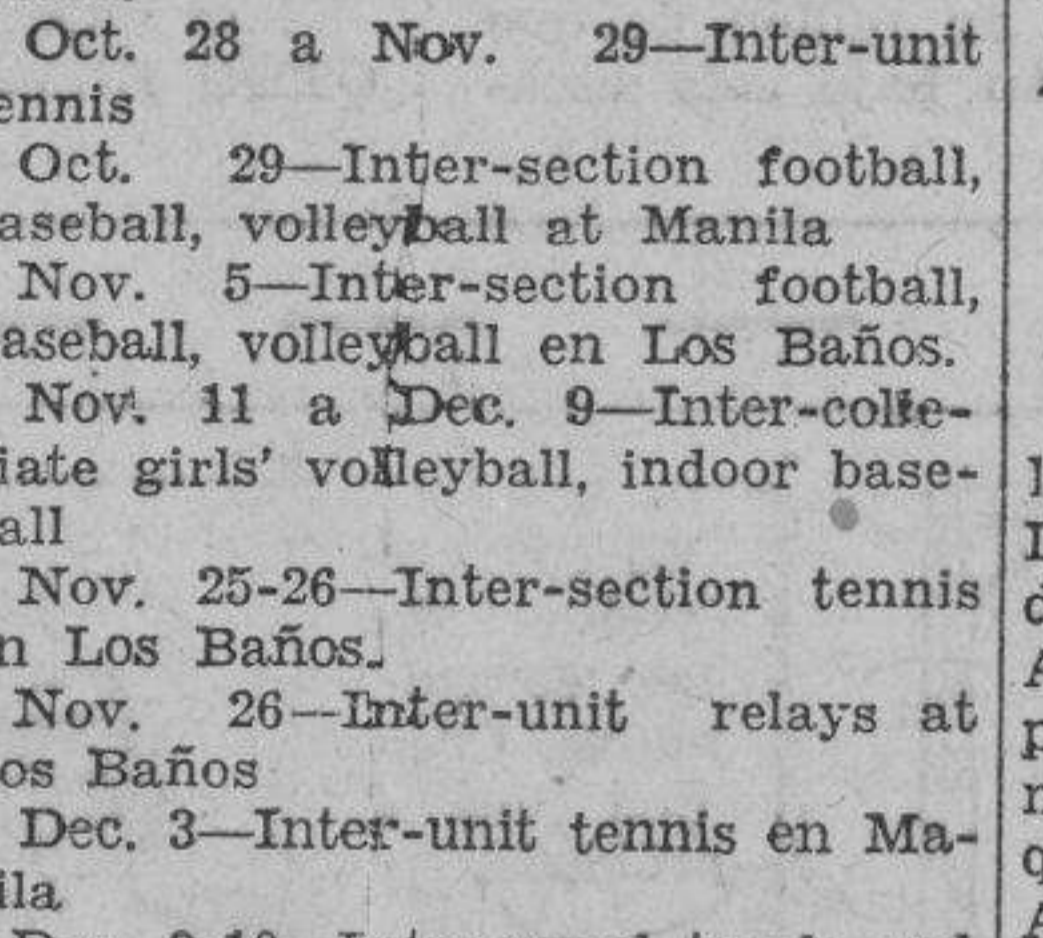 Oct. 28 a Nov. 29—Inter-unit
ennis
Oct. 29—Inter-section football,
aseball, volleyball at Manila
Nov. 5—Inter-section football,
aseball, volleyball en Los Baños.
Nov. 11 a Dec. 9—Inter-colle-
iate girls' volleyball, indoor base-
all
Nov. 25-26—Inter-section tennis
n Los Baños.
Nov. 26—Inter-unit relays at
os Baños
Dec. 3—Inter-unit tennis en Ma-
ila